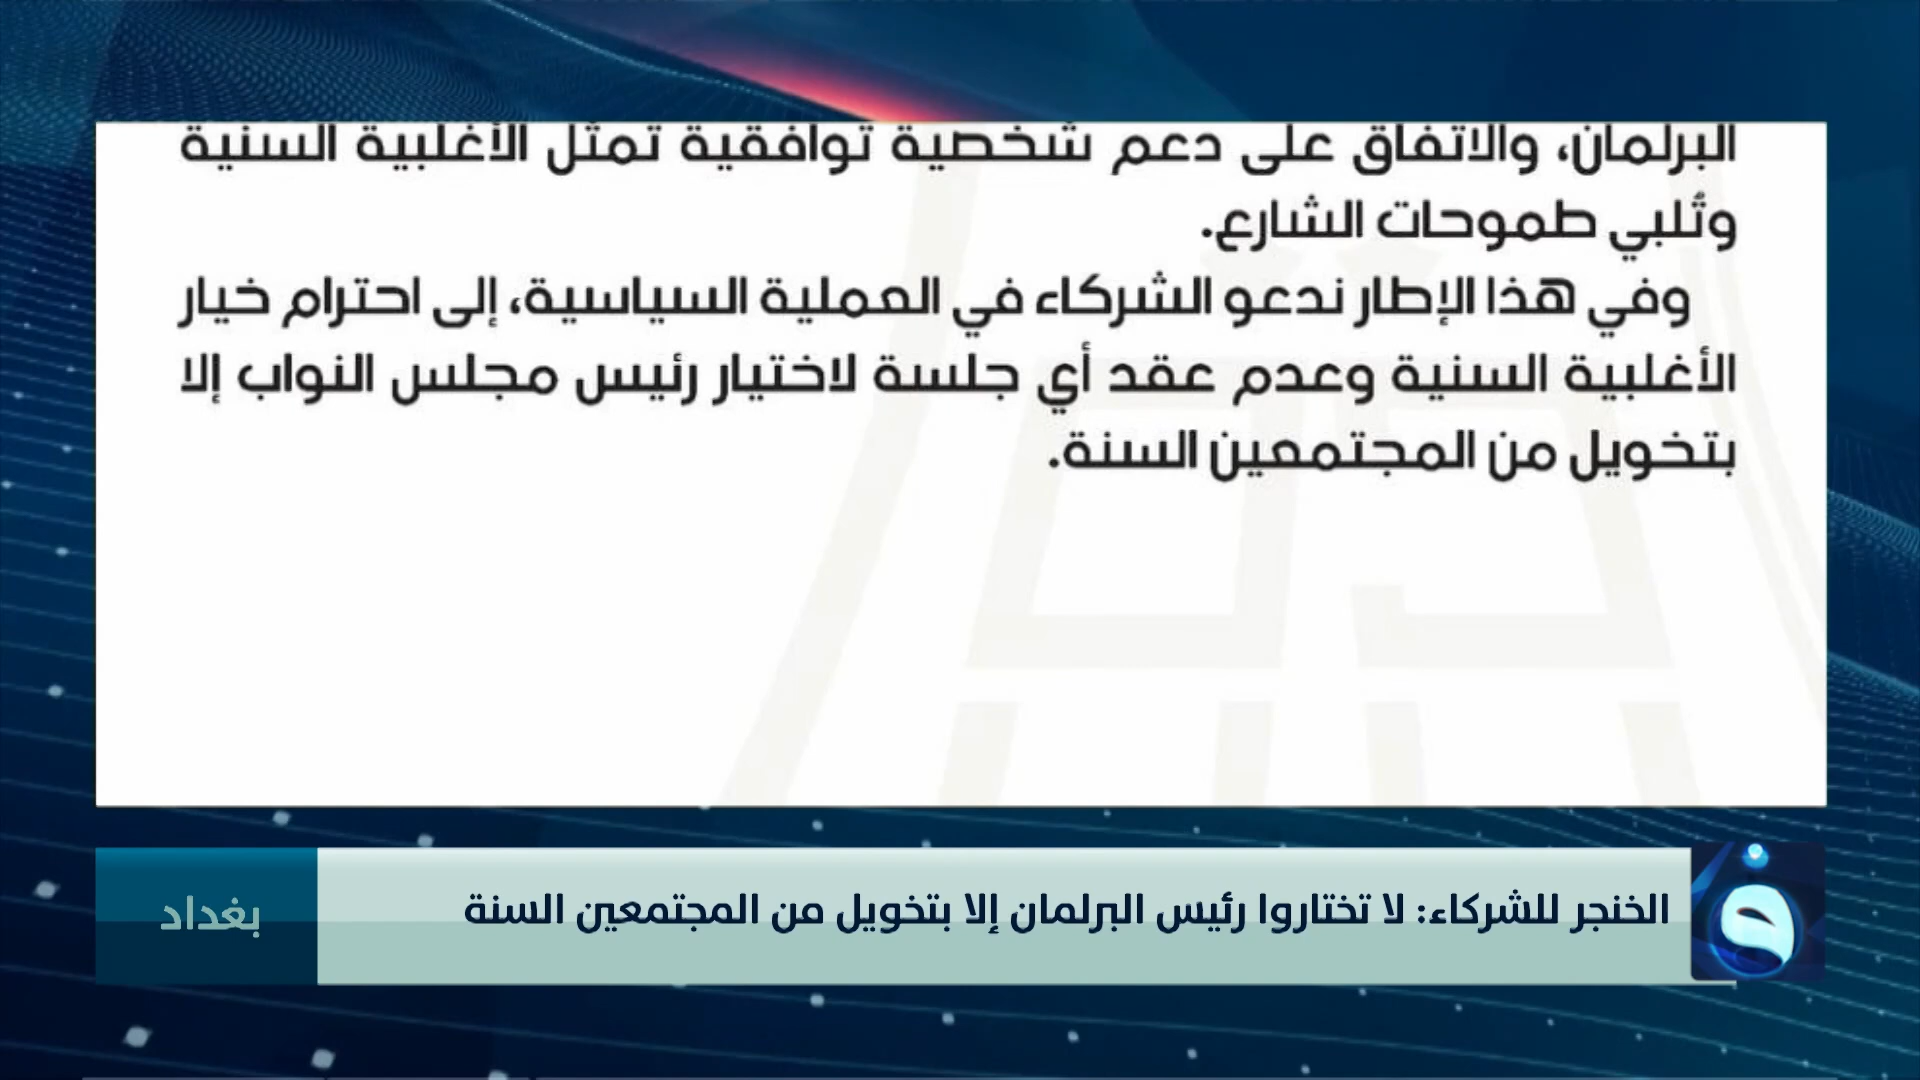 البرلمان، والاتفاق على دعم شخصية توافقية تمثل الأغلبية السنية
وتُلبي طموحات الشارع.
وفي هذا الإطار ندعو الشركاء في العملية السياسية، إلى احترام خيار
الأغلبية السنية وعدم عقد أي جلسة لاختيار رئيس مجلس النواب إلا
بتخويل من المجتمعين السنة.
الخنجر للشركاء: لا تختاروا رئيس البرلمان إلا بتخويل من المجتمعين السنة
بغداد